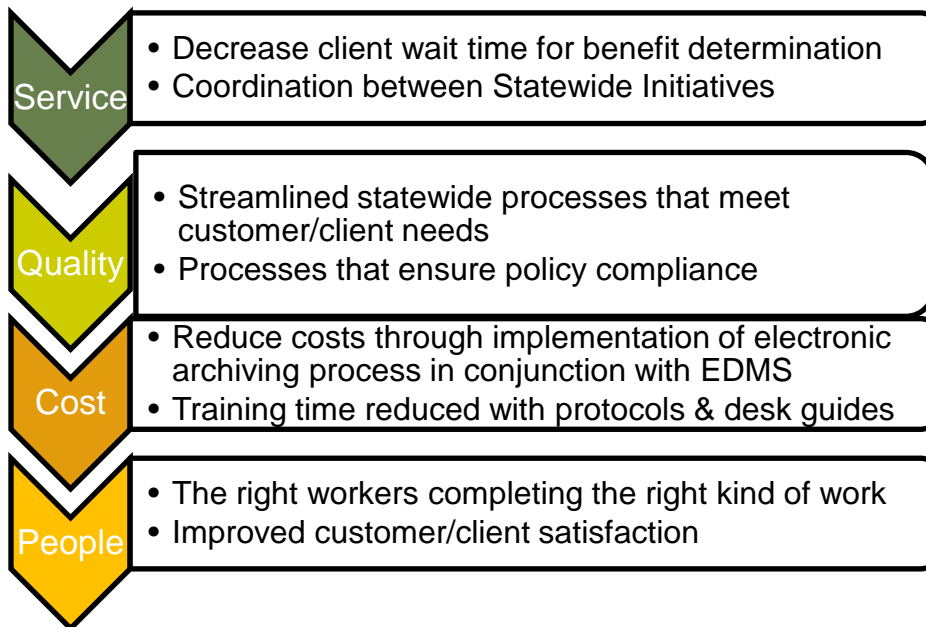 Service
• Decrease client wait time for benefit determination
• Coordination between Statewide Initiatives
Quality
• Streamlined statewide processes that meet
customer/client needs
• Processes that ensure policy compliance
Cost
• Reduce costs through implementation of electronic
archiving process in conjunction with EDMS
• Training time reduced with protocols & desk guides
People
• The right workers completing the right kind of work
• Improved customer/client satisfaction